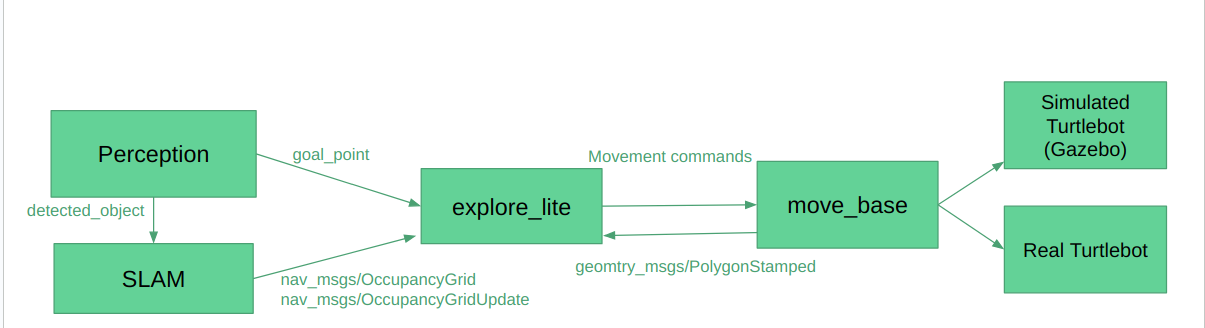 Simulated
Turtlebot
(Gazebo)
Perception
goal_point
Movement commands
explore_lite
move_base
detected_object
Real Turtlebot
SLAM
geomtry_msgs/PolygonStamped
nav_msgs/OccupancyGrid
nav_msgs/OccupancyGridUpdate